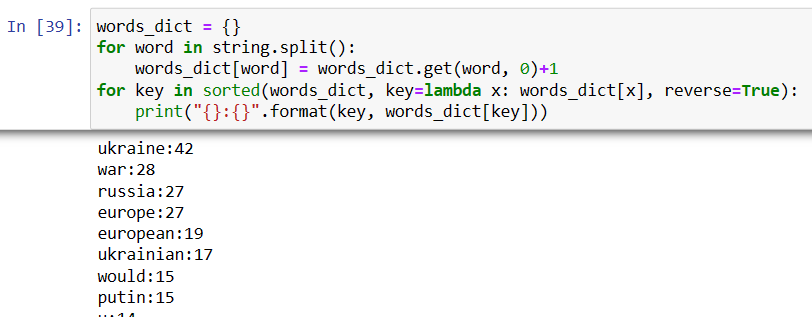 In [39]: words_dict = {}
for word in string.split():
    words_dict[word] = words_dict.get(word, 0)+1
for key in sorted(words_dict, key=lambda x: words_dict[x], reverse=True):
    print("{}:{}".format(key, words_dict[key]))
ukraine:42
war:28
russia:27
europe:27
european:19
ukrainian:17
would:15
putin:15